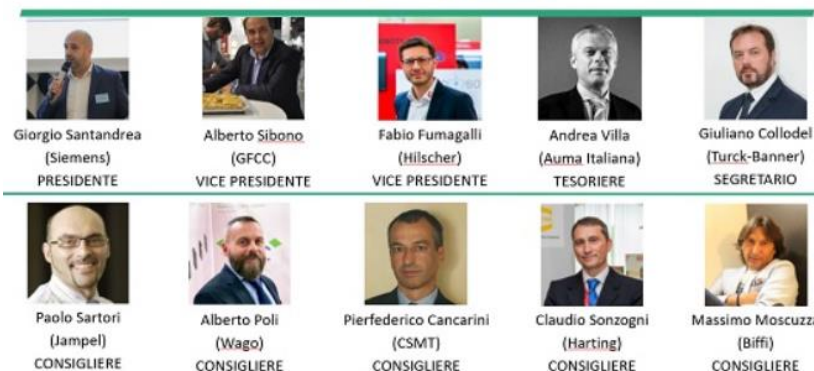 Giorgio Santandrea
(Siemens)
PRESIDENTE
Alberto Sibono
(GFCC)
VICE PRESIDENTE
Fabio Fumagalli
(Hilscher)
VICE PRESIDENTE
Andrea Villa
(Auma Italiana)
TESORIERE
Giuliano Collodel
(Turck-Banner)
SEGRETARIO
Paolo Sartori
(Jampel)
CONSIGLIERE
Alberto Poli
(Wago)
CONSIGLIERE
Pierfederico Cancarini
(CSMT)
CONSIGLIERE
Claudio Sonzogni
(Harting)
CONSIGLIERE
Massimo Moscuzza
(Biffi)
CONSIGLIERE